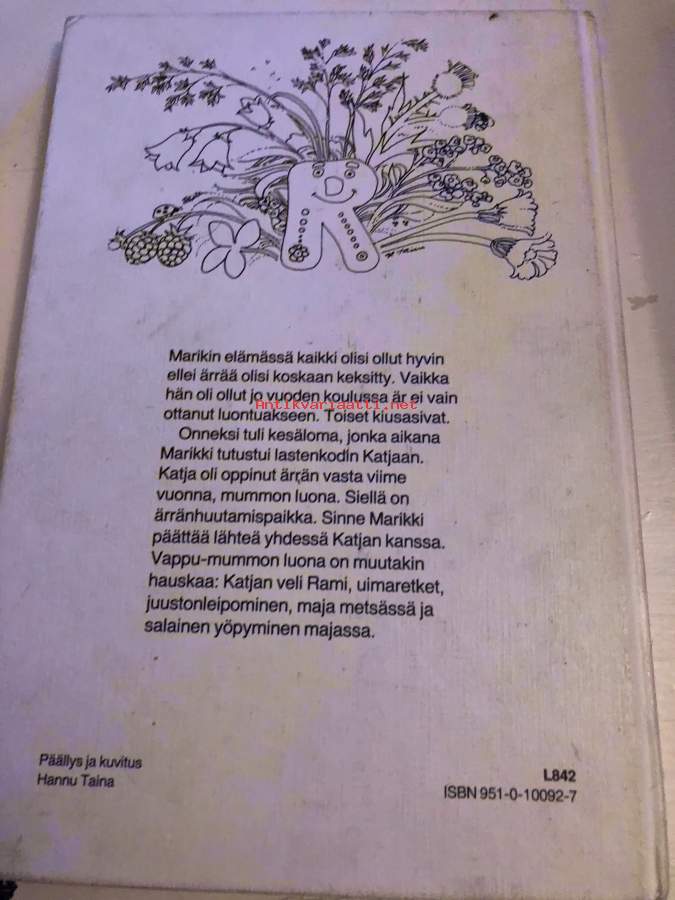 R
Marikin elämässä kaikki olisi ollut hyvin
ellei ärrää olisi koskaan keksitty. Vaikka
hän oli ollut jo vuoden koulussa är ei vain
Antikvariaatti.net
ottanut luontuakseen. Toiset kiusasivat.
Onneksi tuli kesäloma, jonka aikana
Marikki tutustui lastenkodin Katjaan.
Katja oli oppinut ärrän vasta viime
vuonna, mummon luona. Siellä on
ärränhuutamispaikka. Sinne Marikki
päättää lähteä yhdessä Katjan kanssa.
Vappu-mummon luona on muutakin
hauskaa: Katjan veli Rami, uimaretket,
juustonleipominen, maja metsässä ja
salainen yöpyminen majassa.
Päällys ja kuvitus
Hannu Taina
L842
ISBN 951-0-10092-7